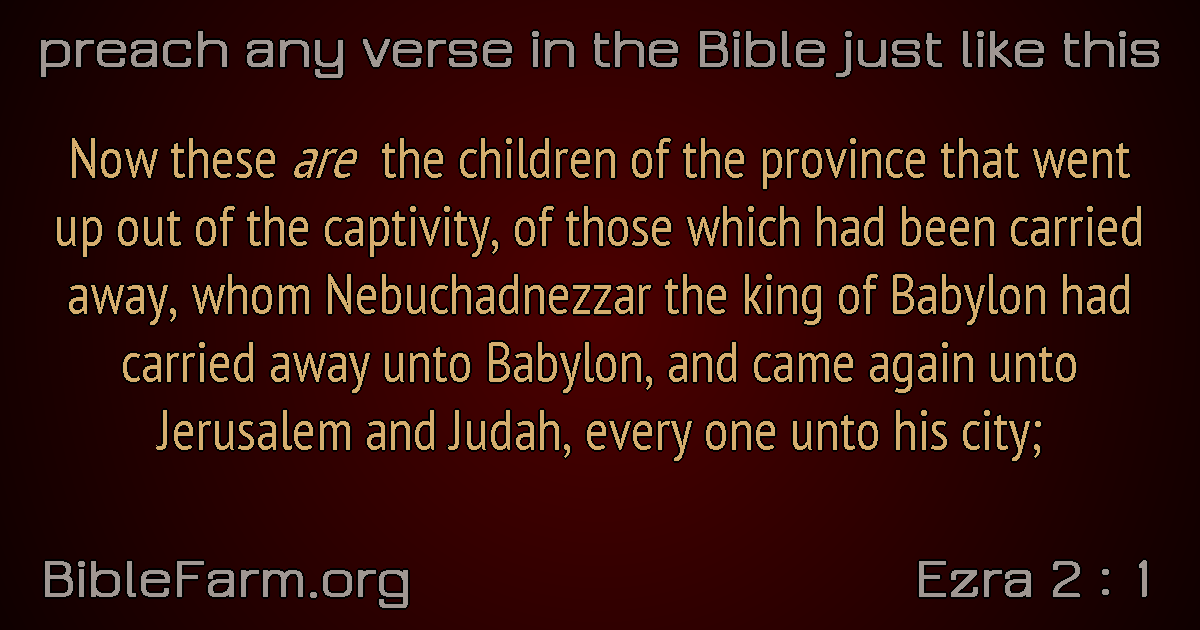 preach any verse in the Bible just like this
Now these are the children of the province that went
up out of the captivity, of those which had been carried
away, whom Nebuchadnezzar the king of Babylon had
carried away unto Babylon, and came again unto
Jerusalem and Judah, every one unto his city;
BibleFarm.org
Ezra 2 : 1